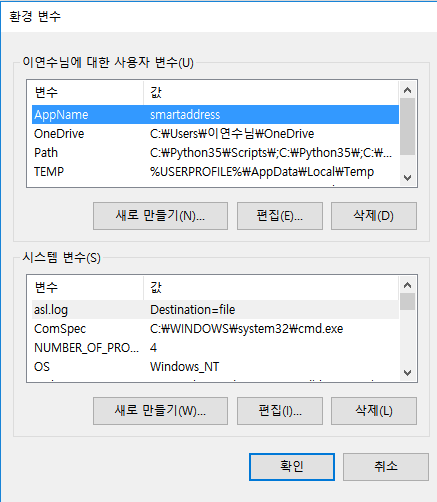 환경 변수
이연수님에 대한 사용자 변수(U)
변수 값
AppName smartaddress
OneDrive C:₩Users₩이연수님₩OneDrive
Path C:₩Python35₩Scripts₩;C:₩Python35₩;C:₩...
TEMP %USERPROFILE%₩AppData₩Local₩Temp
새로 만들기(N)... 편집(E)... 삭제(D)
시스템 변수(S)
변수 값
asl.log Destination=file
ComSpec C:₩WINDOWS₩system32₩cmd.exe
NUMBER_OF_PRO... 4
OS Windows_NT
새로 만들기(W)... 편집(I)... 삭제(L)
확인 취소